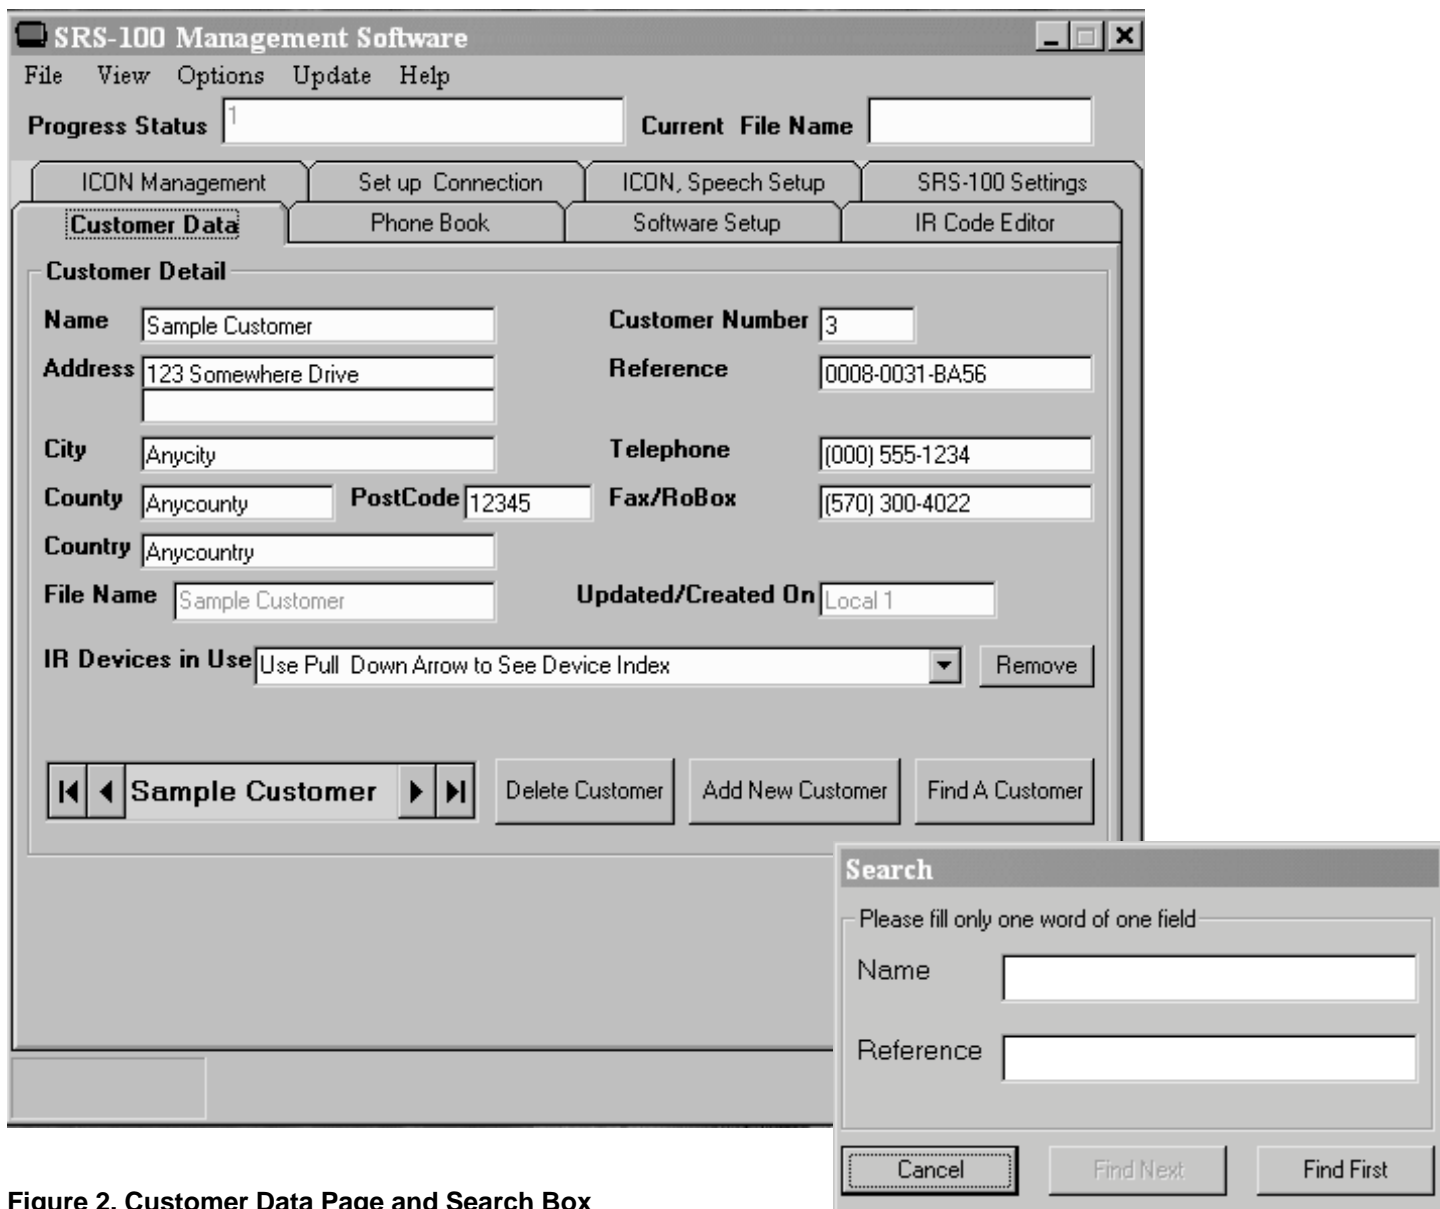 SRS-100 Management Software
File View Options Update Help
Progress Status 1 Current File Name
ICON Management Set up Connection ICON, Speech Setup SRS-100 Settings
Customer Data Phone Book Software Setup IR Code Editor
Customer Detail
Name Sample Customer Customer Number 3
Address 123 Somewhere Drive Reference 0008-0031-BA56
City Anycity Telephone (000) 555-1234
County Anycounty PostCode 12345 Fax/RoBox (570) 300-4022
Country Anycountry
File Name Sample Customer Updated/Created On Local 1
IR Devices in Use Use Pull Down Arrow to See Device Index Remove
Sample Customer Delete Customer Add New Customer Find A Customer
Search
Please fill only one word of one field
Name
Reference
Cancel Find Next Find First
Figure 2. Customer Data Page and Search Box